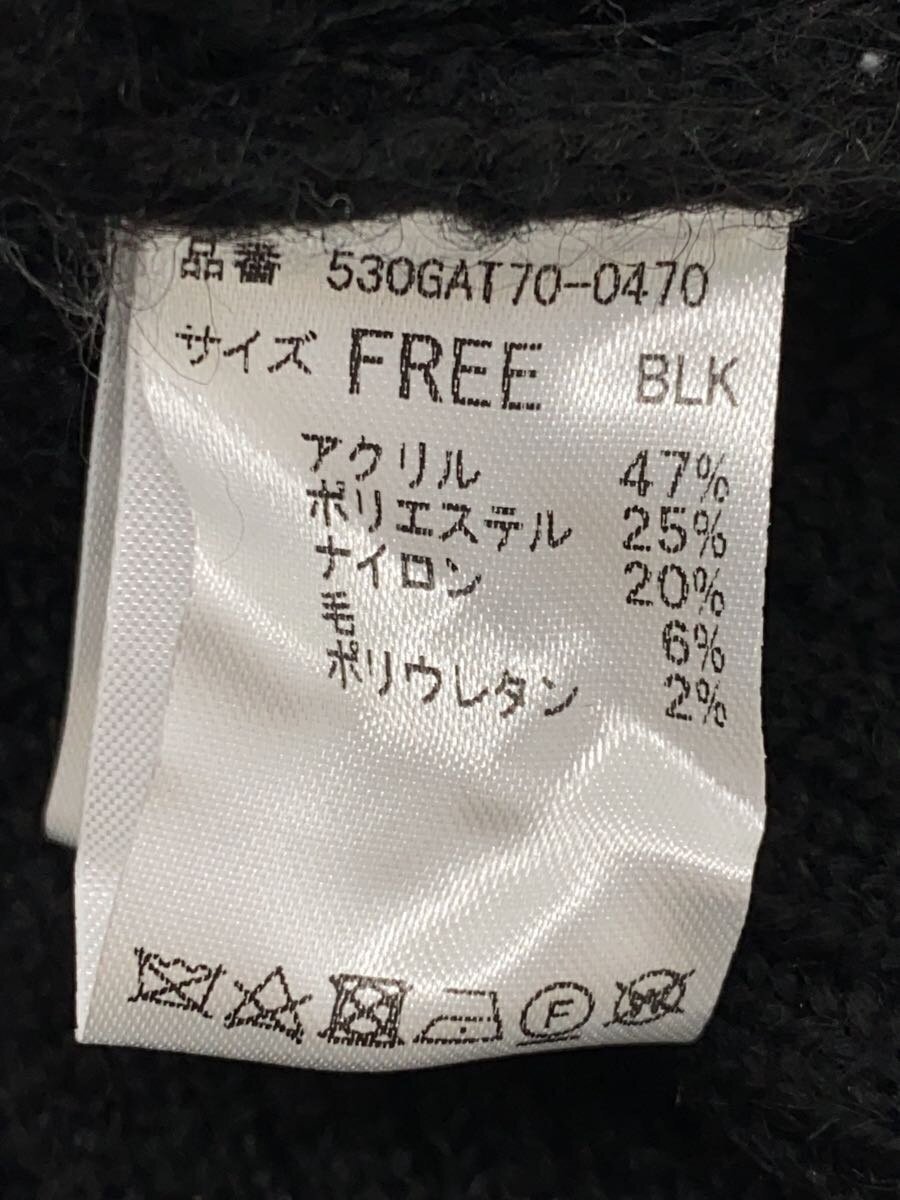 品番 530GAT70-0470
サイズ FREE BLK
アクリル 47%
ポリエステル 25%
ナイロン 20%
毛 6%
ポリウレタン 2%
F
W